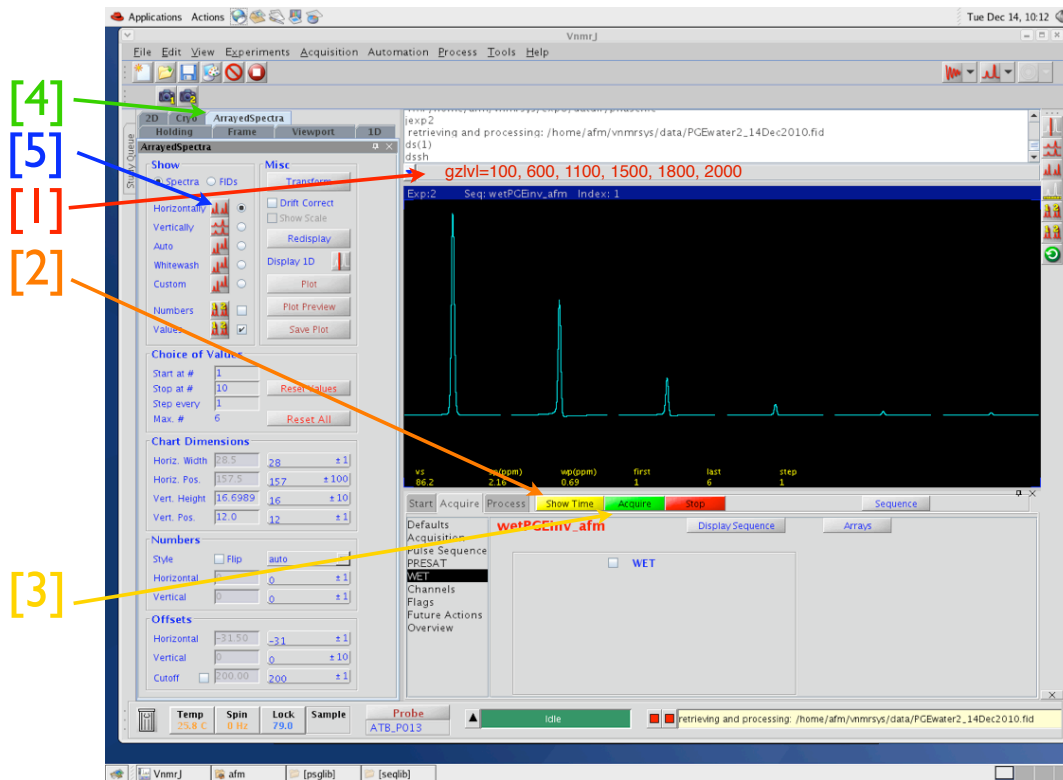 Applications Actions Tue Dec 14, 10:12
VnmrJ
File Edit View Experiments Acquisition Automation Process Tools Help
[4]
[5]
[1]
[2]
[3]
Study Queue
2D Cryo ArrayedSpectra
Holding Frame Viewport 1D
ArrayedSpectra
Show
Spectra FIDs
Horizontally
Vertically
Auto
Whitewash
Custom
Numbers
Values
Misc
Transform
Drift Correct
Show Scale
Redisplay
Display 1D
Plot
Plot Preview
Save Plot
Choice of Values
Start at # 1
Stop at # 10 Reset Values
Step every 1
Max. # 6 Reset All
Chart Dimensions
Horiz. Width 28.5 28 ±1
Horiz. Pos. 157.5 157 ±100
Vert. Height 16.6989 16 ±10
Vert. Pos. 12.0 12 ±1
Numbers
Style Flip auto
Horizontal 0 0 ±1
Vertical 0 0 ±1
Offsets
Horizontal -31.50 -31 ±1
Vertical 0 0 ±10
Cutoff 200.00 200 ±1
jexp2
retrieving and processing: /home/afm/vnmrsys/data/PGEwater2_14Dec2010.fid
ds(1)
dssh
gzlvl=100, 600, 1100, 1500, 1800, 2000
Exp:2 Seq: wetPGEinv_afm Index: 1
vs sp(ppm) wp(ppm) first last step
86.2 2.16 0.69 1 6 1
Start Acquire Process Show Time Acquire Stop Sequence
Defaults
Acquisition
Pulse Sequence
PRESAT
WET
Channels
Flags
Future Actions
Overview
wetPGEinv_afm Display Sequence Arrays
WET
Temp Spin Lock Sample Probe
25.8 C 0 Hz 79.0 ATB_P013
Idle
retrieving and processing: /home/afm/vnmrsys/data/PGEwater2_14Dec2010.fid
VnmrJ afm [psglib] [seqlib]